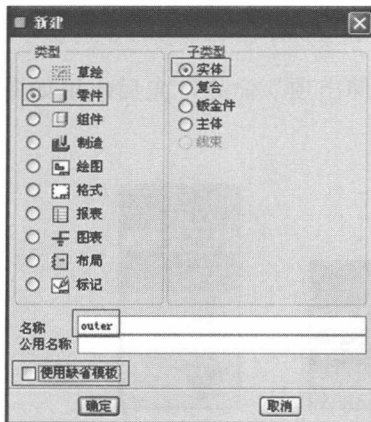 新建
类型
草绘
零件
组件
制造
绘图
格式
报表
图表
布局
标记
子类型
实体
复合
钣金件
主体
线束
名称 outer
公用名称
使用缺省模板
确定 取消